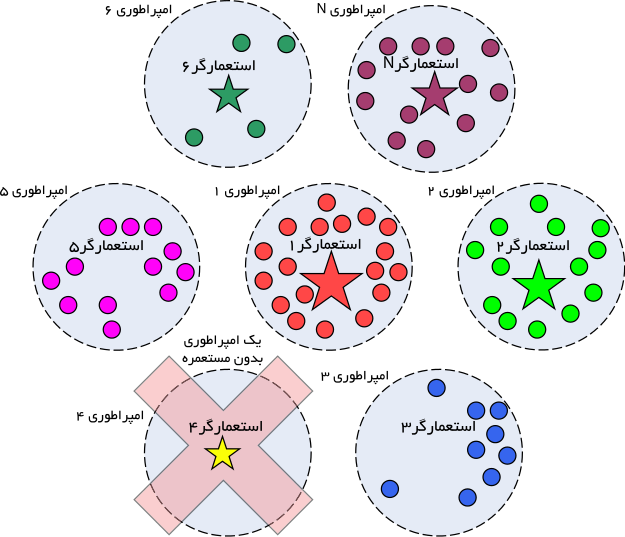 امپراطوری ۶
استعمارگر۶
امپراطوری N
استعمارگرN
امپراطوری ۵
استعمارگر۵
امپراطوری ۱
استعمارگر۱
امپراطوری ۲
استعمارگر۲
یک امپراطوری
بدون مستعمره
امپراطوری ۴
استعمارگر۴
امپراطوری ۳
استعمارگر۳